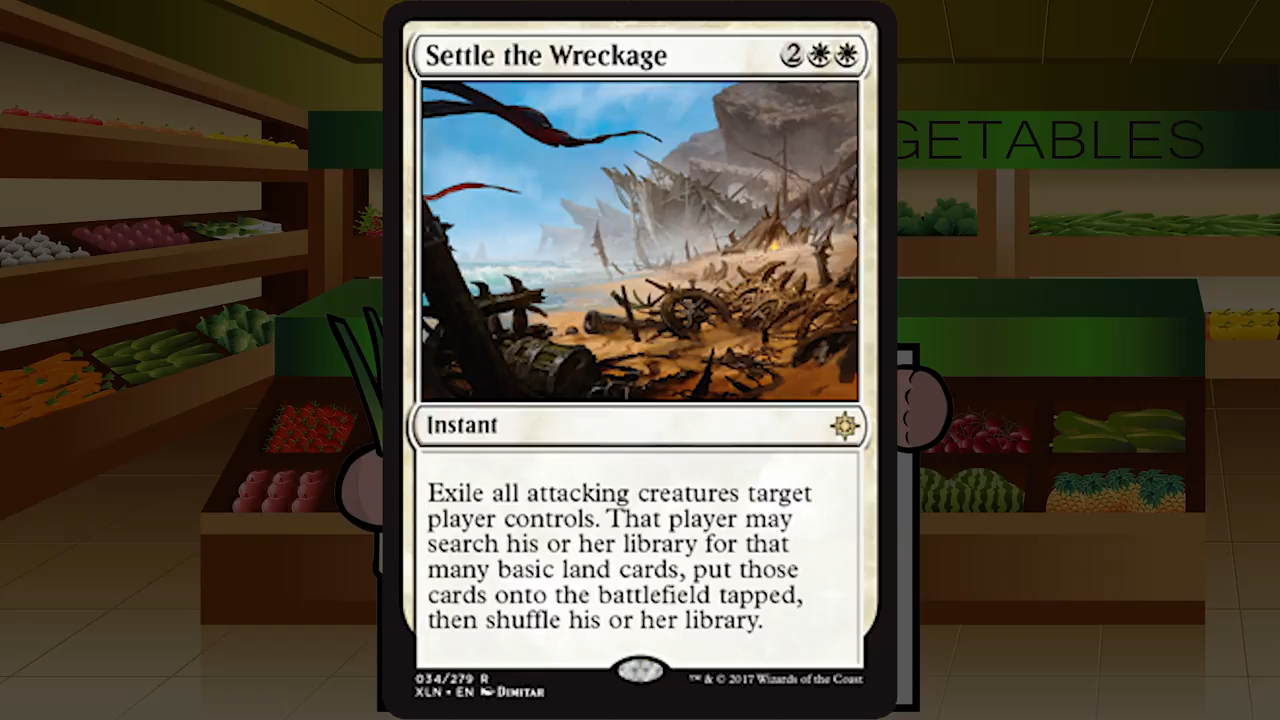 Settle the Wreckage 2
GETABLES
Instant
Exile all attacking creatures target
player controls. That player may
search his or her library for that
many basic land cards, put those
cards onto the battlefield tapped,
then shuffle his or her library.
034/279 R
XLN • EN DIMITAR
™ & © 2017 Wizards of the Coast